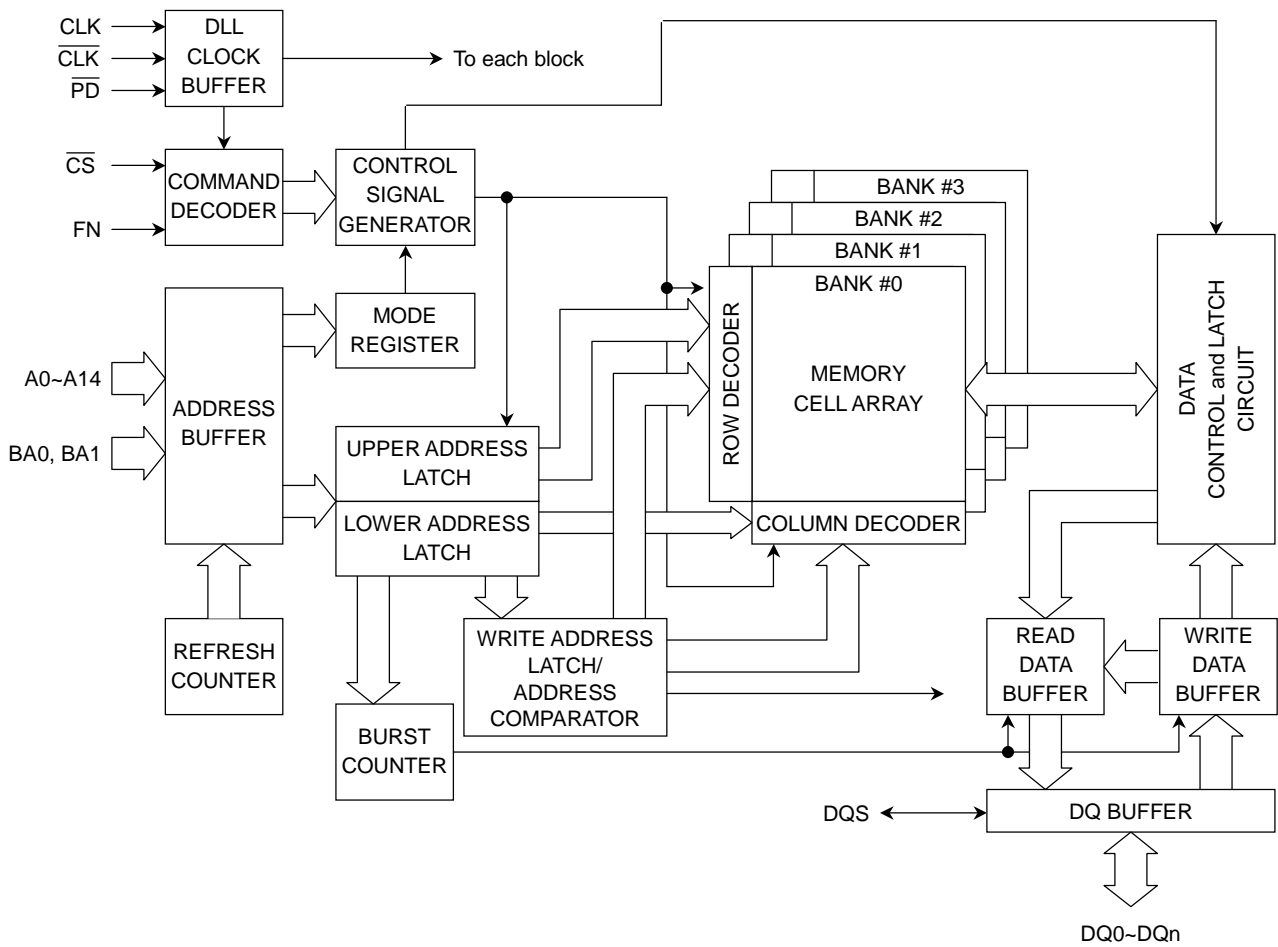 CLK
CLK
PD
DLL
CLOCK
BUFFER
To each block
CS
FN
COMMAND
DECODER
CONTROL
SIGNAL
GENERATOR
MODE
REGISTER
A0~A14
BA0, BA1
ADDRESS
BUFFER
UPPER ADDRESS
LATCH
LOWER ADDRESS
LATCH
REFRESH
COUNTER
WRITE ADDRESS
LATCH/
ADDRESS
COMPARATOR
BURST
COUNTER
BANK #3
BANK #2
BANK #1
BANK #0
ROW DECODER
MEMORY
CELL ARRAY
COLUMN DECODER
DATA
CONTROL and LATCH
CIRCUIT
READ
DATA
BUFFER
WRITE
DATA
BUFFER
DQS
DQ BUFFER
DQ0~DQn